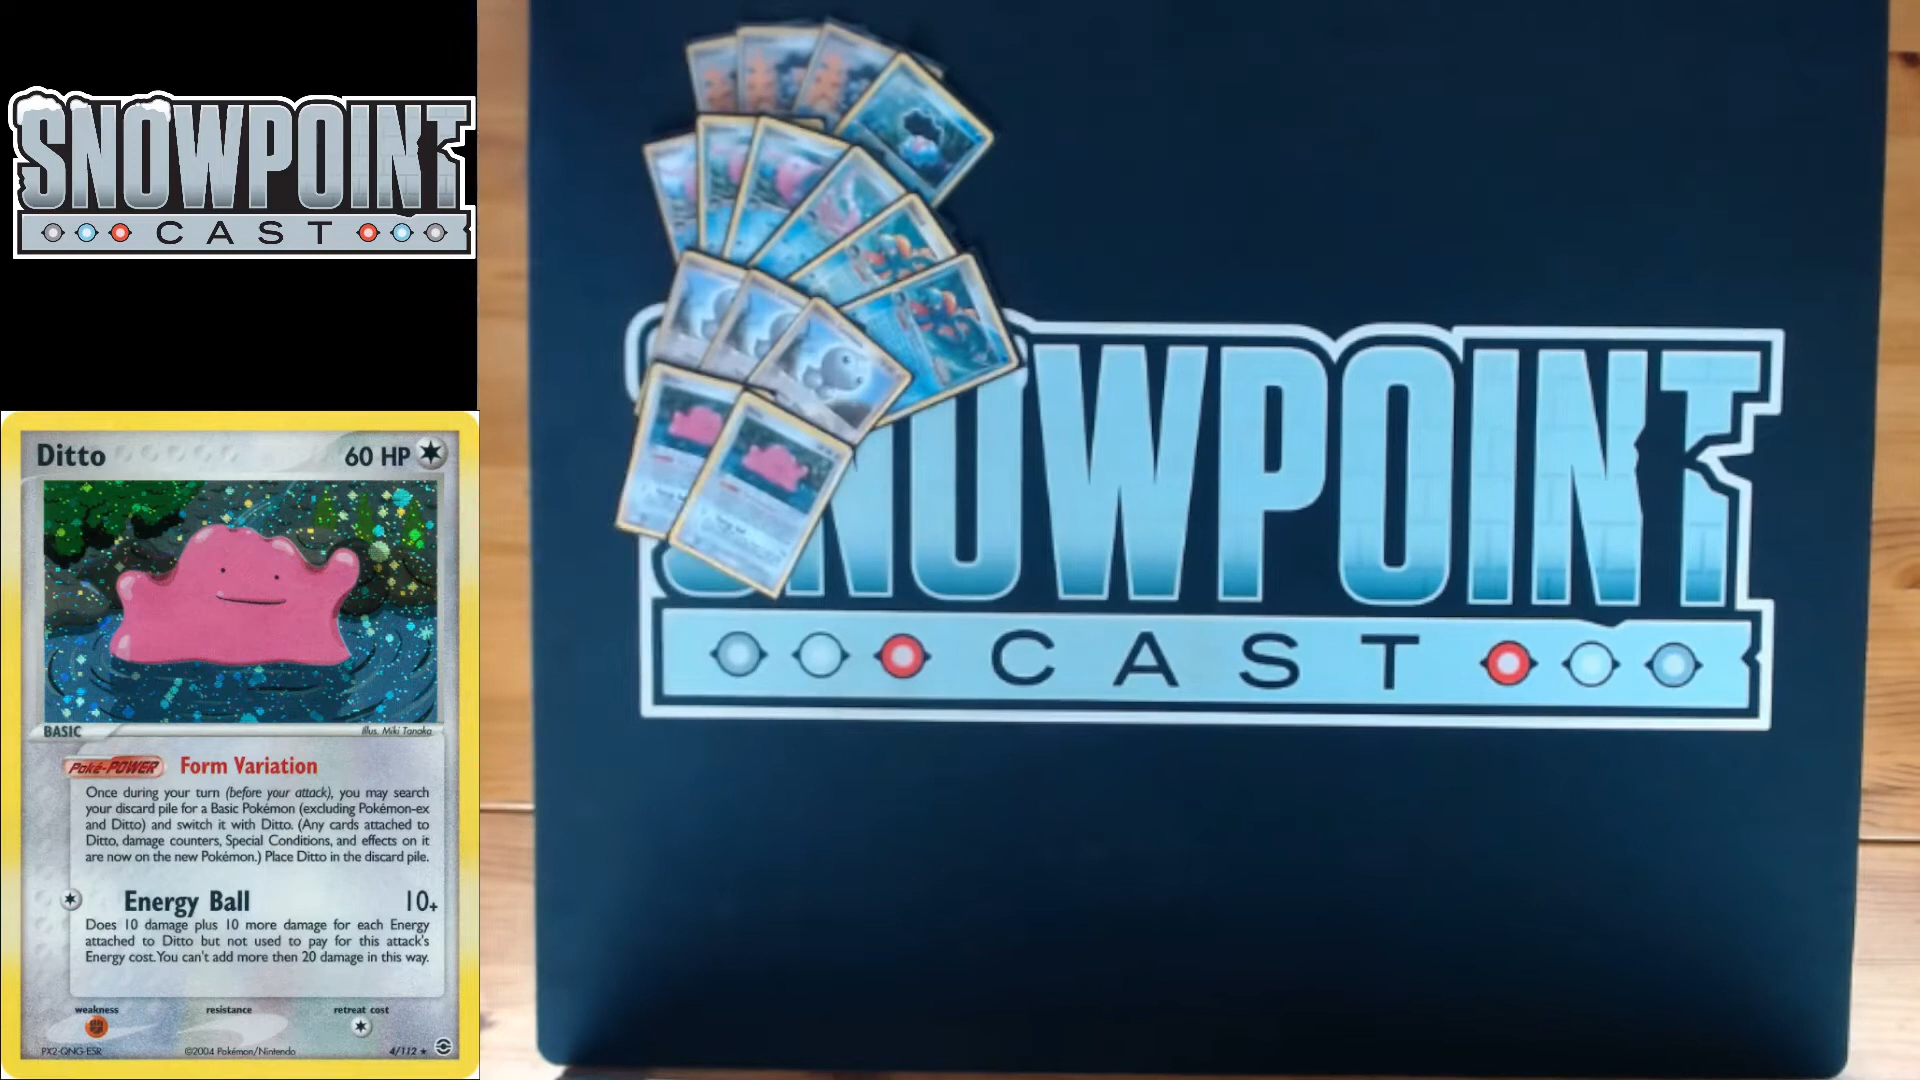 SNOWPOINT
CAST
Ditto
60 HP
BASIC
Illus. Miki Tanaka
Poké-POWER Form Variation
Once during your turn (before your attack), you may search
your discard pile for a Basic Pokémon (excluding Pokémon-ex
and Ditto) and switch it with Ditto. (Any cards attached to
Ditto, damage counters, Special Conditions, and effects on it
are now on the new Pokémon.) Place Ditto in the discard pile.
Energy Ball 10+
Does 10 damage plus 10 more damage for each Energy
attached to Ditto but not used to pay for this attack's
Energy cost.You can't add more then 20 damage in this way.
weakness resistance retreat cost
PX2-QNG-ESR ©2004 Pokémon/Nintendo 4/112
SNOWPOINT
CAST